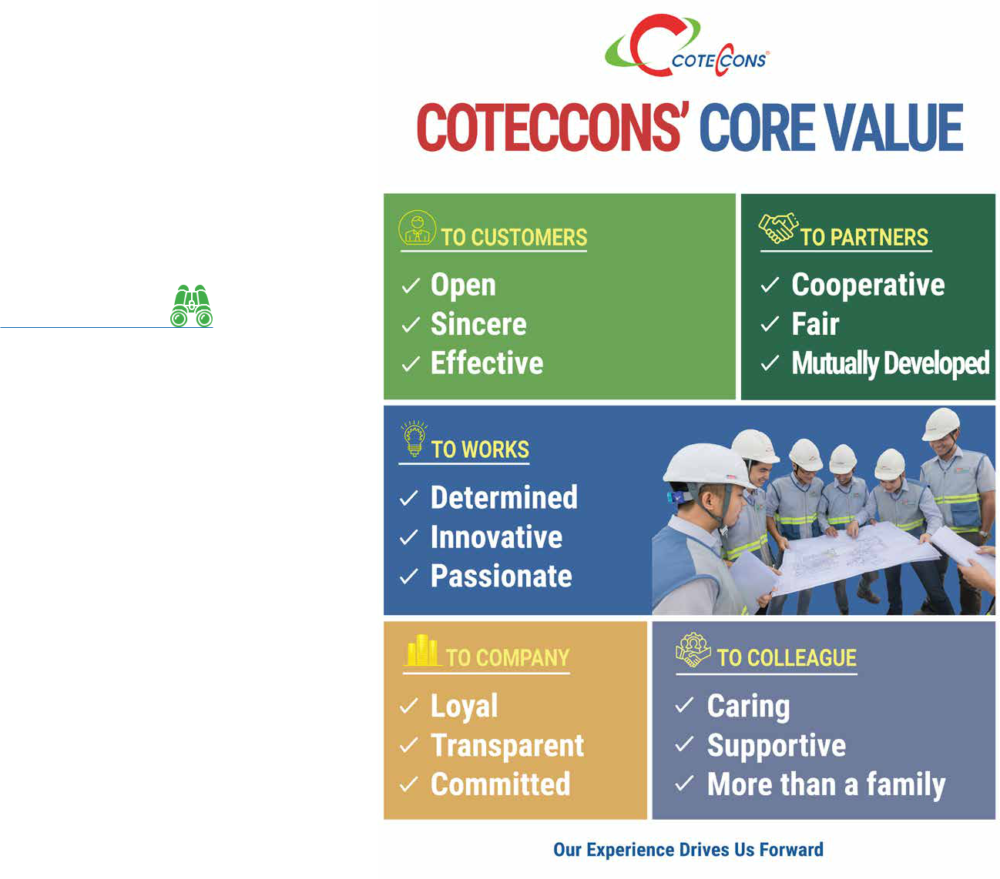 COTECCONS®
COTECCONS' CORE VALUE
TO CUSTOMERS
Open
Sincere
Effective
TO PARTNERS
Cooperative
Fair
Mutually Developed
TO WORKS
Determined
Innovative
Passionate
TO COMPANY
Loyal
Transparent
Committed
TO COLLEAGUE
Caring
Supportive
More than a family
Our Experience Drives Us Forward